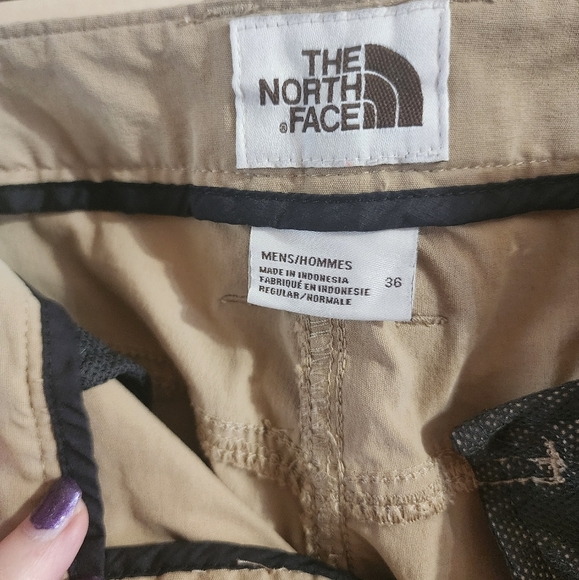 THE
NORTH
® FACE
MENS/HOMMES
MADE IN INDONESIA
FABRIQUÉ EN INDONESIE
REGULAR/NORMALE
36